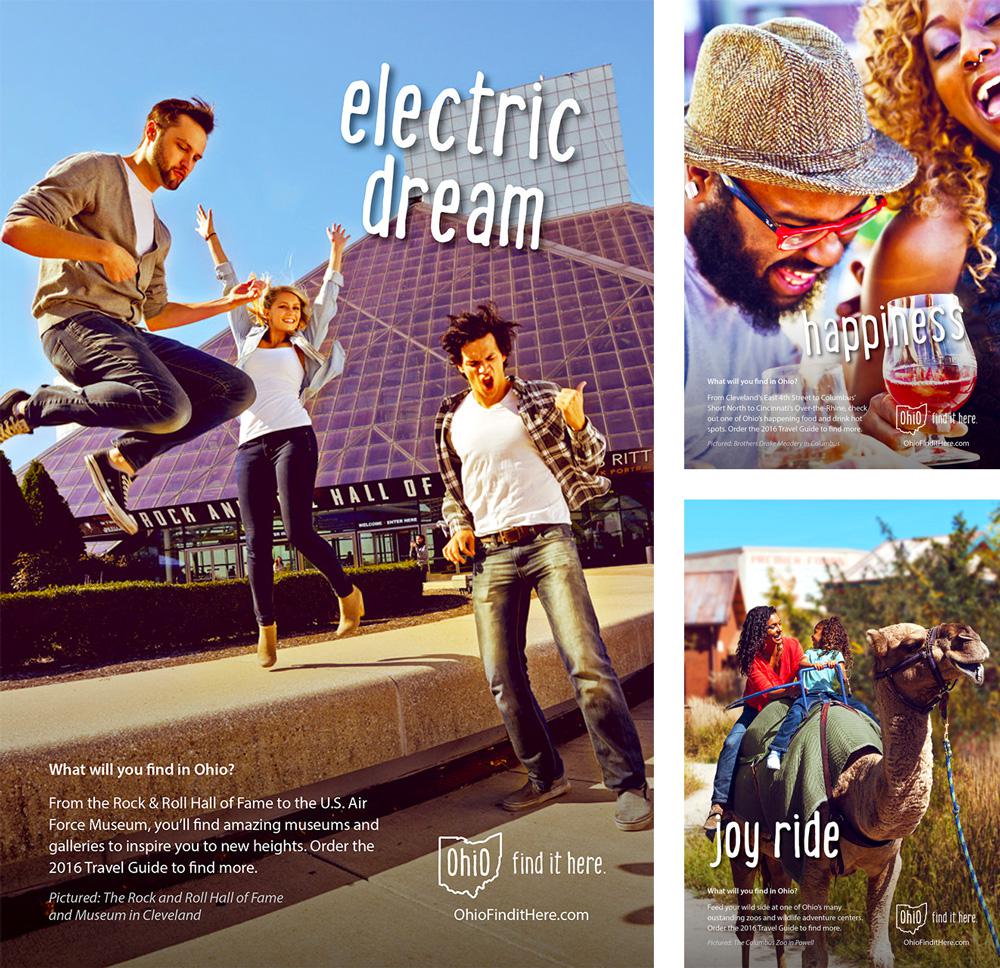 electric
dream
ROCK AN
L HALL OF
RITT
K PORTRA
WELCOME ENTER HERE
What will you find in Ohio?
From the Rock & Roll Hall of Fame to the U.S. Air
Force Museum, you’ll find amazing museums and
galleries to inspire you to new heights. Order the
2016 Travel Guide to find more.
Pictured: The Rock and Roll Hall of Fame
and Museum in Cleveland
OhiO find it here.
OhioFinditHere.com
happiness
What will you find in Ohio?
From Cleveland’s East 4th Street to Columbus’
Short North to Cincinnati’s Over-the-Rhine, check
out one of Ohio’s happening food and drink hot
spots. Order the 2016 Travel Guide to find more.
Pictured: Brothers Drake Meadery in Columbus
OhiO find it here.
OhioFinditHere.com
joy ride
What will you find in Ohio?
Feed your wild side at one of Ohio’s many
oustanding zoos and wildlife adventure centers.
Order the 2016 Travel Guide to find more.
Pictured: The Columbus Zoo in Powell
OhiO find it here.
OhioFinditHere.com